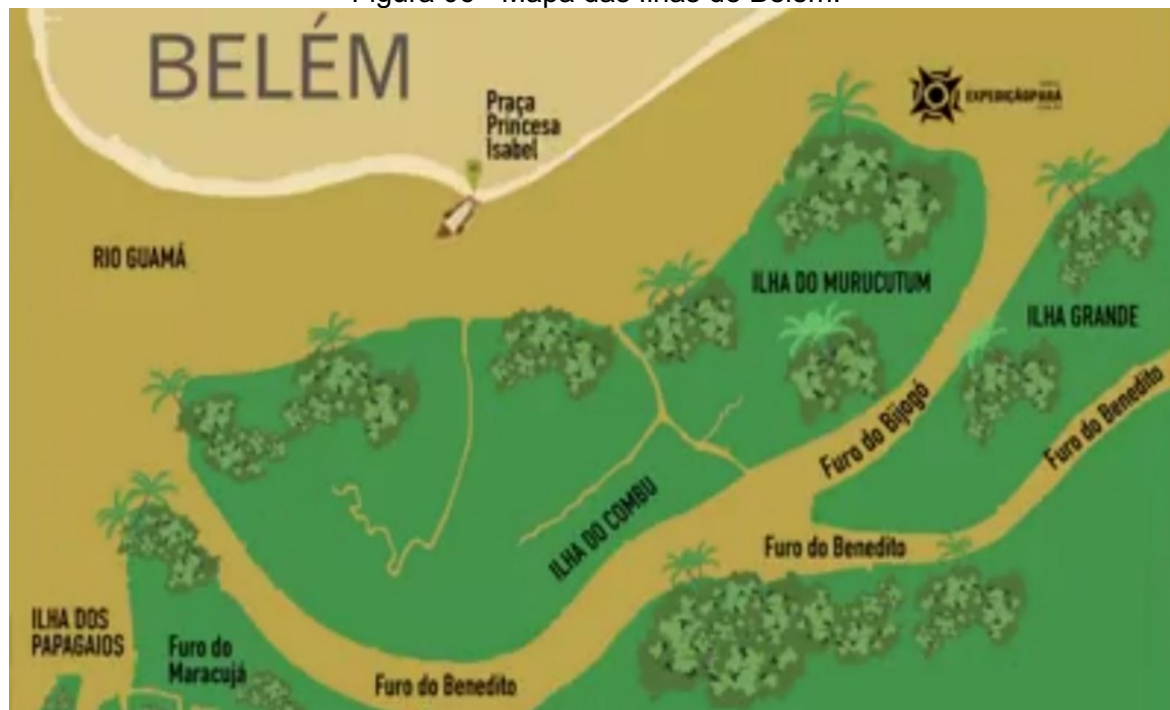 Figura 06 - Mapa das Ilhas de Belém.
BELÉM
Praça
Princesa
Isabel
EXPEDIÇÃOPARÁ
RIO GUAMÁ
ILHA DO MURUCUTUM
ILHA GRANDE
Furo do Bijogó
Furo do Benedito
ILHA DO COMBU
Furo do Benedito
ILHA DOS
PAPAGAIOS
Furo do
Maracujá
Furo do Benedito